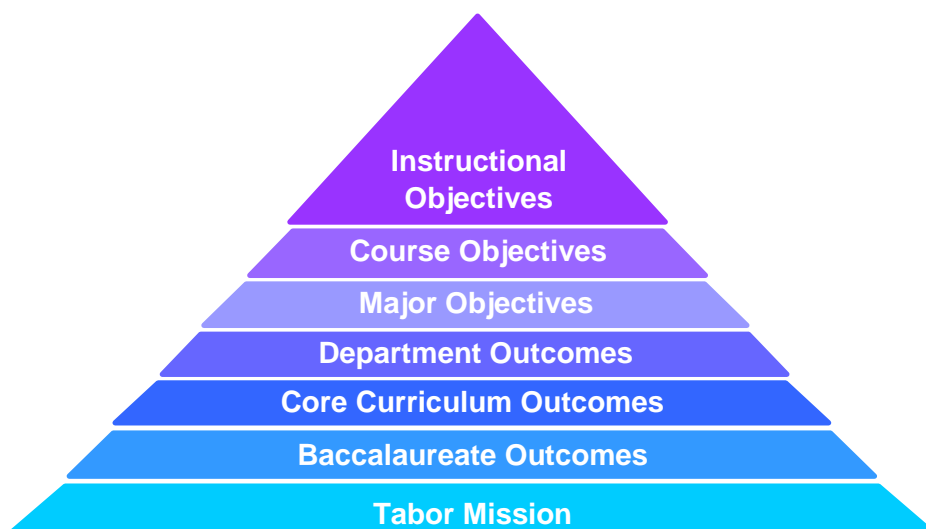 Instructional
Objectives
Course Objectives
Major Objectives
Department Outcomes
Core Curriculum Outcomes
Baccalaureate Outcomes
Tabor Mission